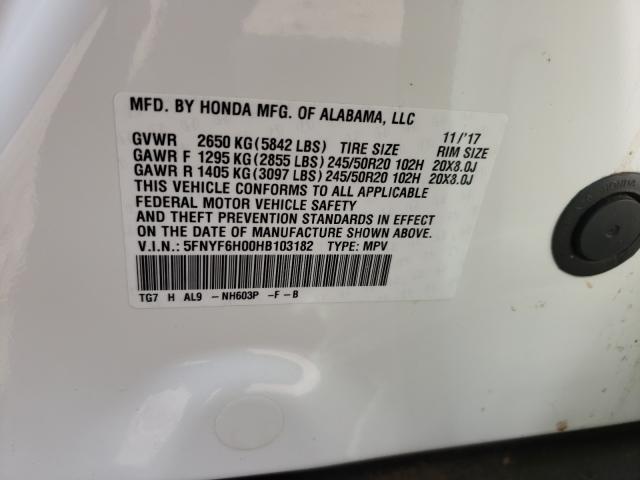 MFD. BY HONDA MFG. OF ALABAMA, LLC
11/'17
GVWR 2650 KG (5842 LBS) TIRE SIZE RIM SIZE
GAWR F 1295 KG (2855 LBS) 245/50R20 102H 20X8.0J
GAWR R 1405 KG (3097 LBS) 245/50R20 102H 20X8.0J
THIS VEHICLE CONFORMS TO ALL APPLICABLE
FEDERAL MOTOR VEHICLE SAFETY
AND THEFT PREVENTION STANDARDS IN EFFECT
ON THE DATE OF MANUFACTURE SHOWN ABOVE.
V.I.N.: 5FNYF6H00HB103182 TYPE: MPV
TG7 H AL9 -NH603P -F -B